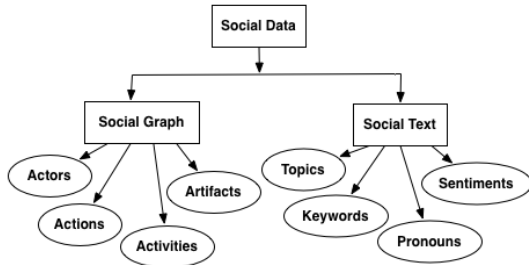 Social Data
Social Graph
Social Text
Actors
Actions
Activities
Artifacts
Topics
Keywords
Pronouns
Sentiments